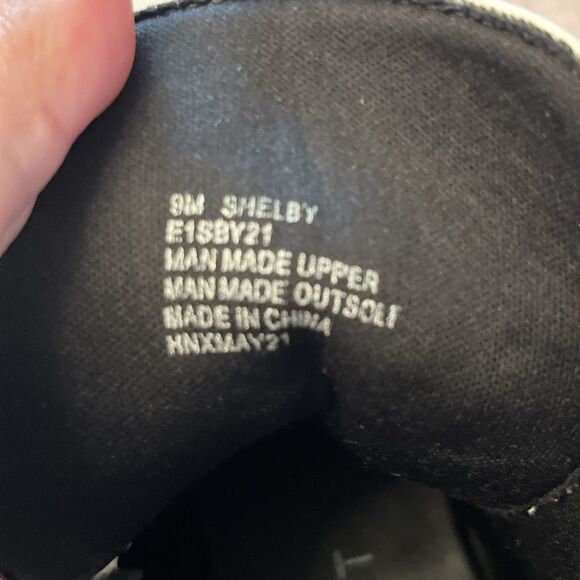 9M SHELBY
E1SBY21
MAN MADE UPPER
MAN MADE OUTSOLE
MADE IN CHINA
HNXMAY21